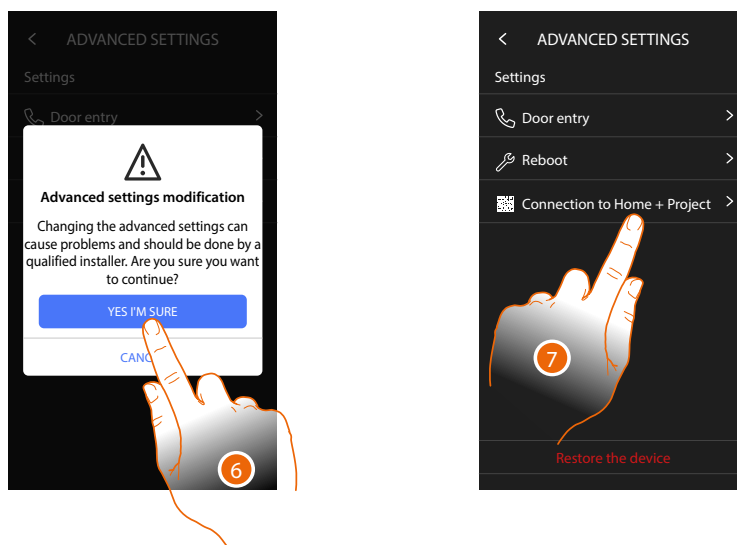 ADVANCED SETTINGS
Settings
Door entry
Advanced settings modification
Changing the advanced settings can
cause problems and should be done by a
qualified installer. Are you sure you want
to continue?
YES I'M SURE
CANC
6
ADVANCED SETTINGS
Settings
Door entry
Reboot
Connection to Home + Project
7
Restore the device